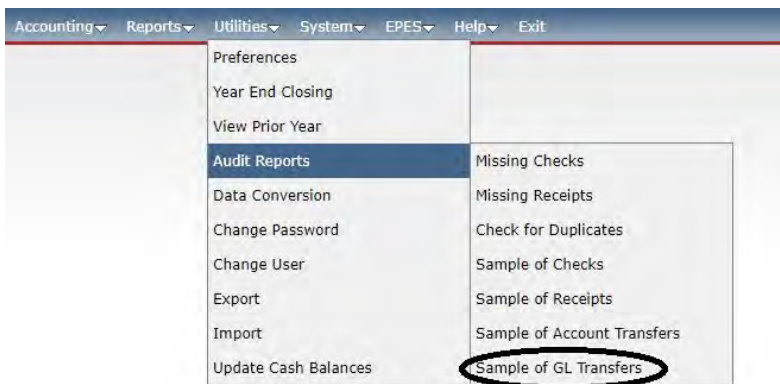 Accounting Reports Utilities System EPES Help Exit
Preferences
Year End Closing
View Prior Year
Audit Reports
Data Conversion
Change Password
Change User
Export
Import
Update Cash Balances
Missing Checks
Missing Receipts
Check for Duplicates
Sample of Checks
Sample of Receipts
Sample of Account Transfers
Sample of GL Transfers